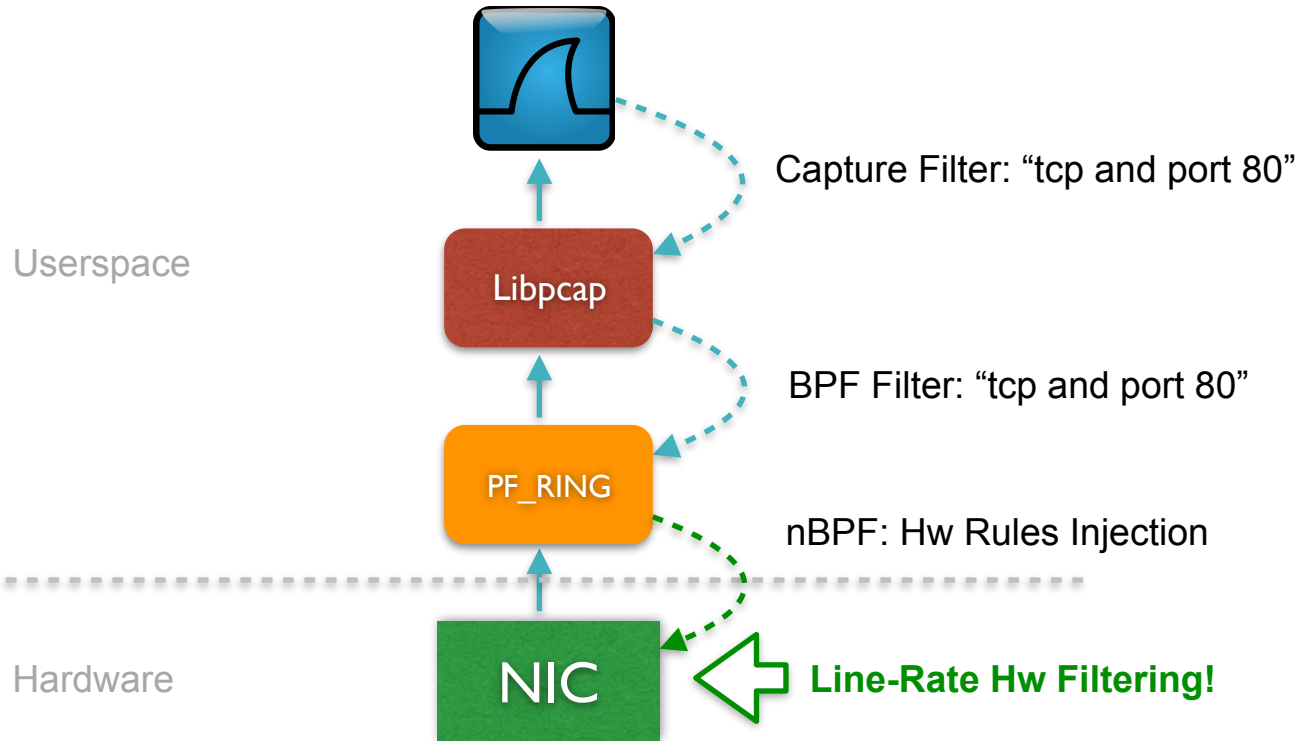 Capture Filter: “tcp and port 80”
Userspace
Libpcap
BPF Filter: “tcp and port 80”
PF_RING
nBPF: Hw Rules Injection
Hardware
NIC
Line-Rate Hw Filtering!